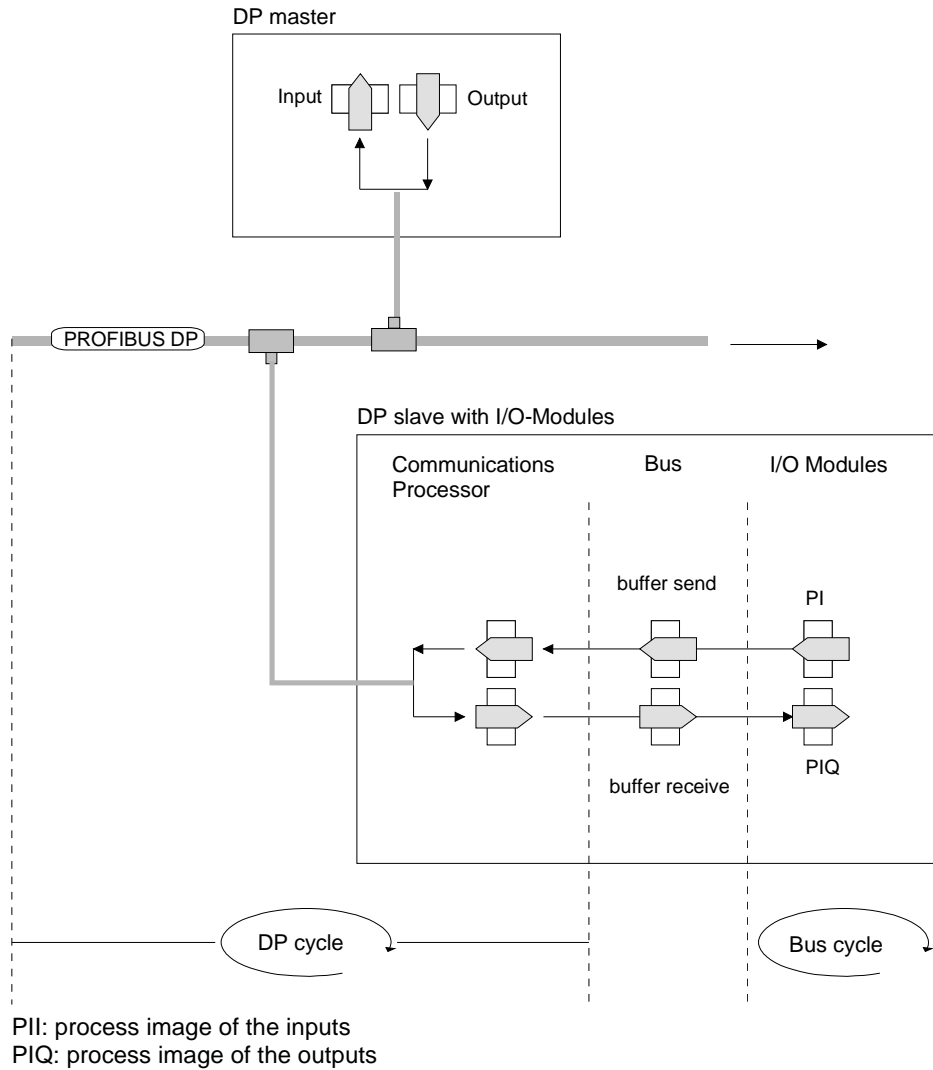 DP master
Input
Output
PROFIBUS DP
DP slave with I/O-Modules
Communications
Processor
Bus
I/O Modules
buffer send
PI
PIQ
buffer receive
DP cycle
Bus cycle
PII: process image of the inputs
PIQ: process image of the outputs